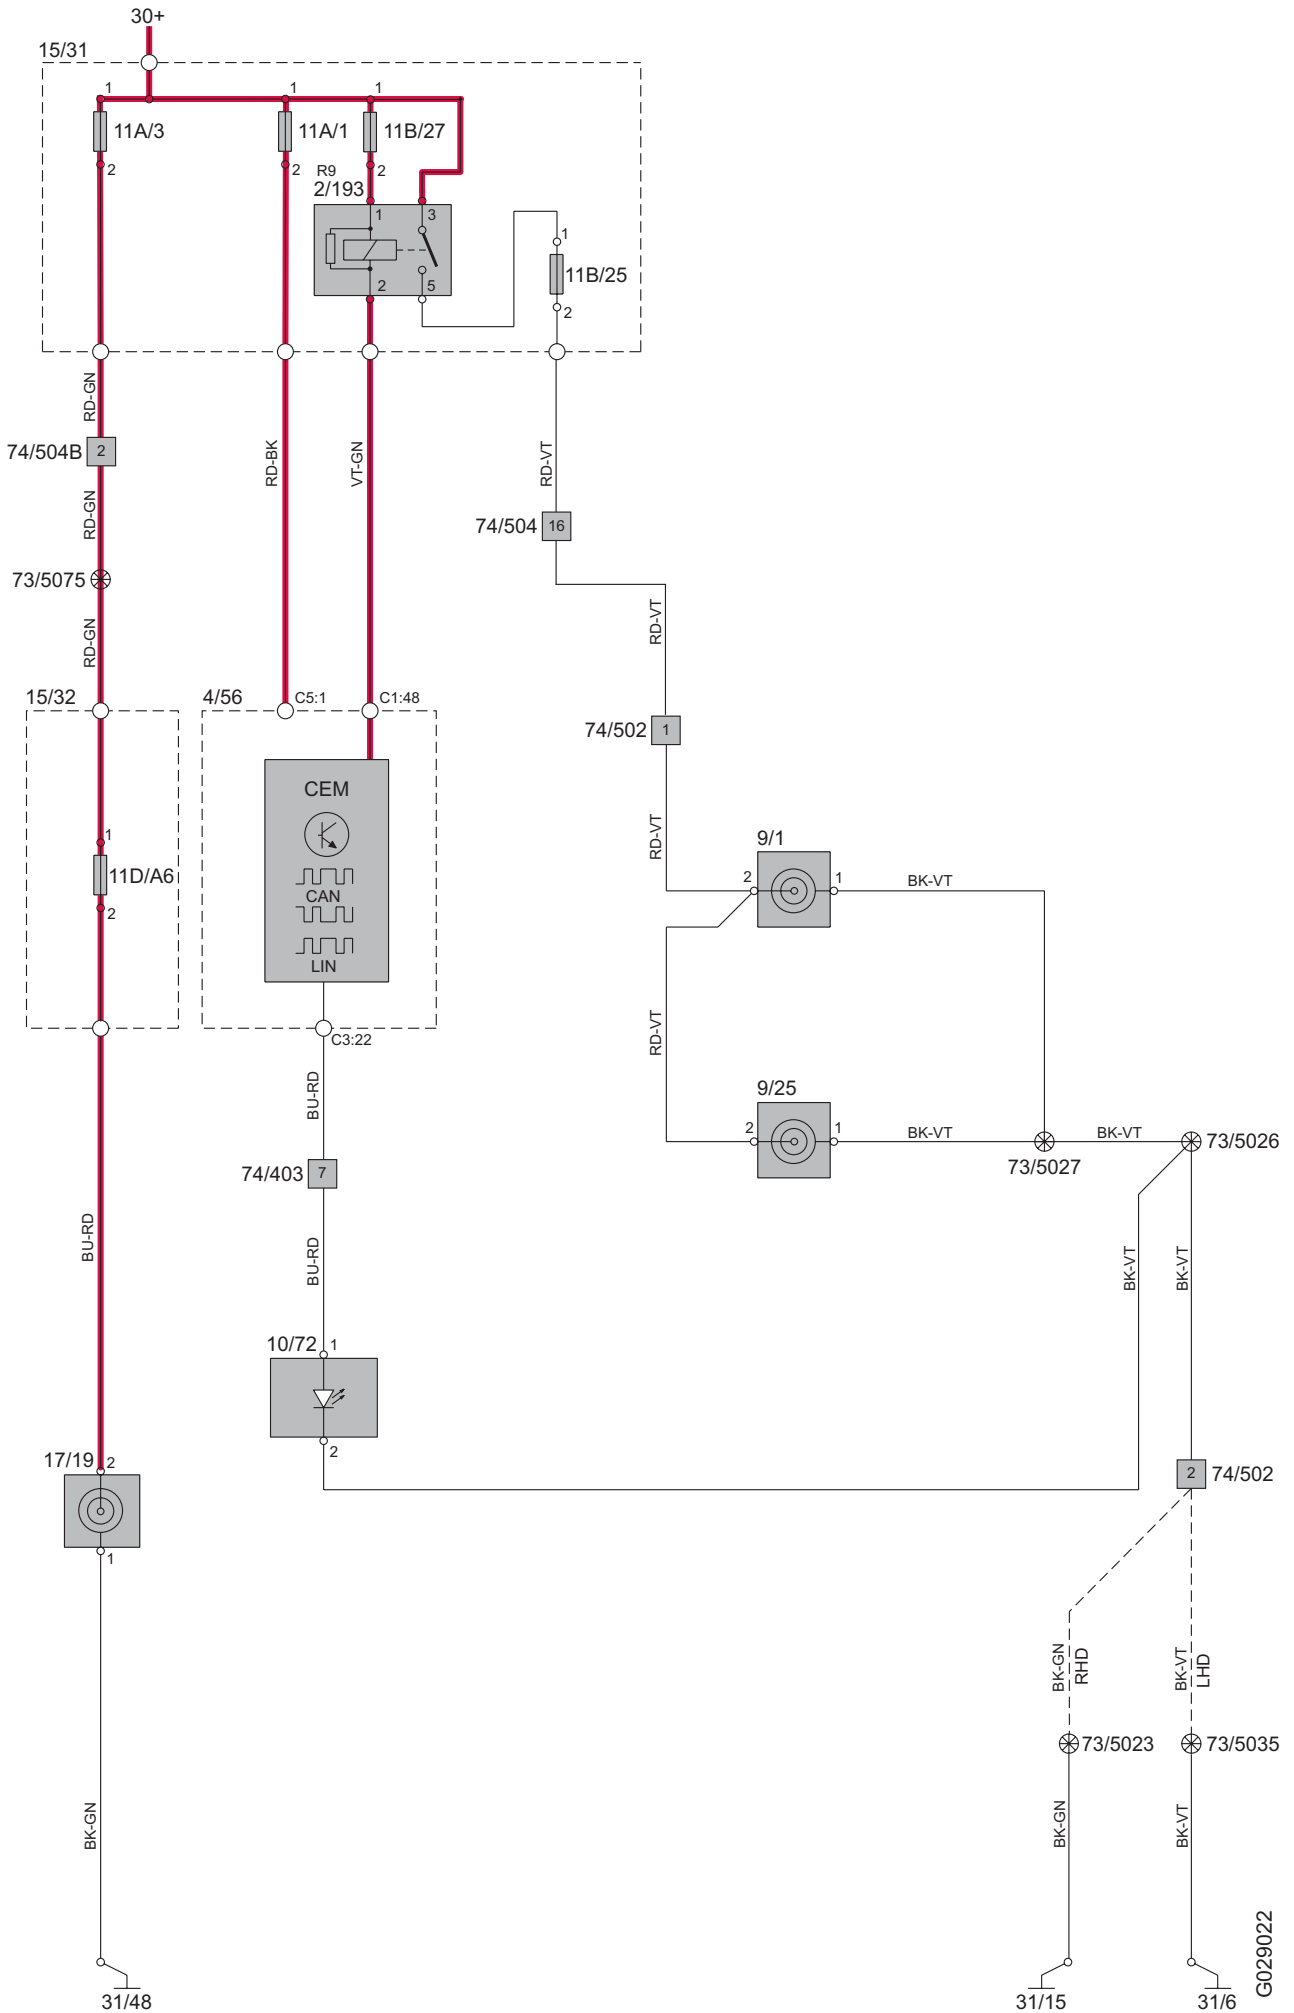 30+
15/31
1
1
1
11A/3
11A/1
11B/27
2
2
2
R9
2/193
1
3
1
11B/25
2
5
2
RD-GN
74/504B
2
RD-BK
VT-GN
RD-VT
RD-GN
74/504
16
73/5075
RD-GN
RD-VT
15/32
4/56
C5:1
C1:48
74/502
1
CEM
1
11D/A6
2
CAN
LIN
RD-VT
9/1
2
1
BK-VT
C3:22
RD-VT
BU-RD
9/25
2
1
BK-VT
BK-VT
73/5026
73/5027
74/403
7
BU-RD
BU-RD
BK-VT
BK-VT
10/72
1
2
17/19
2
1
2
74/502
BK-GN
RHD
BK-VT
LHD
73/5023
73/5035
BK-GN
BK-GN
BK-VT
31/48
31/15
31/6
G029022